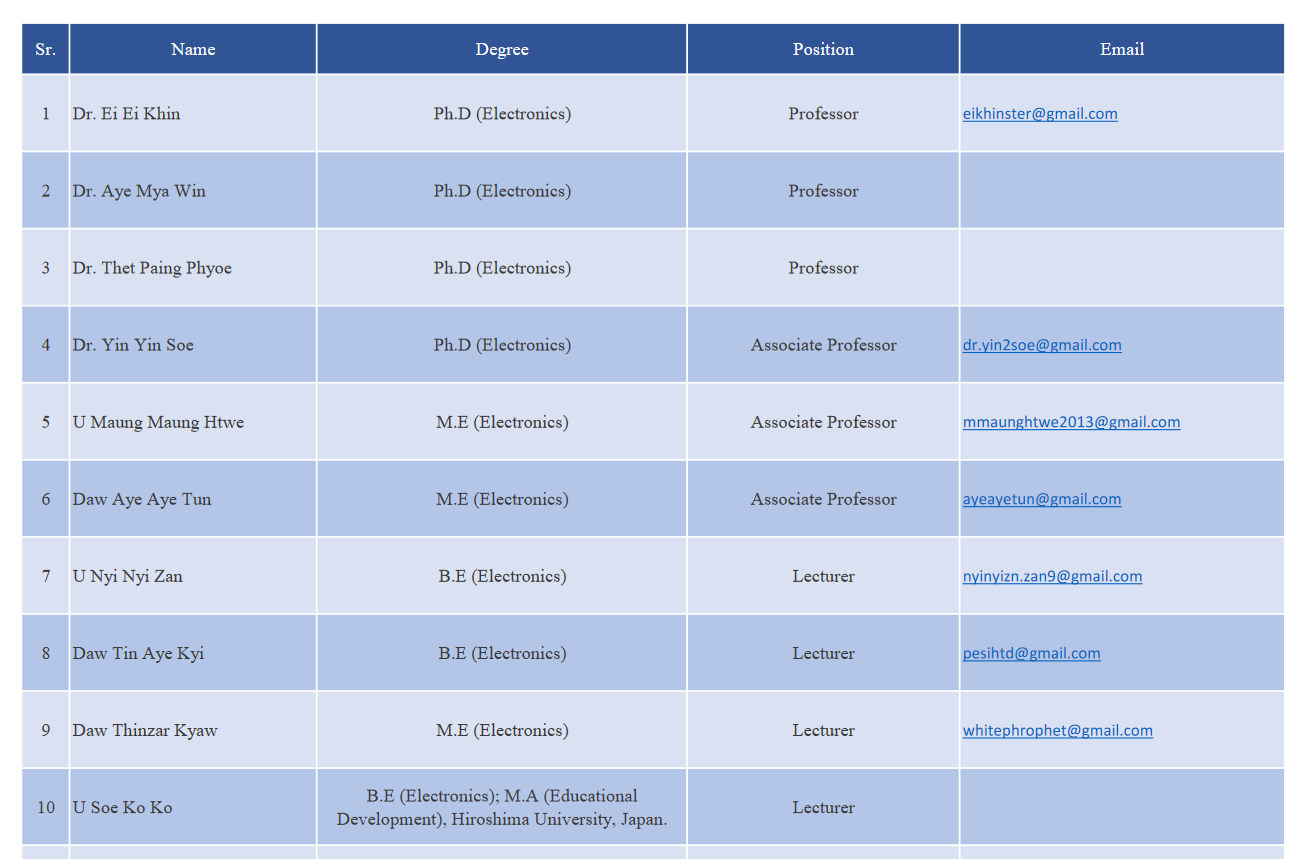 Sr. Name Degree Position Email
1 Dr. Ei Ei Khin Ph.D (Electronics) Professor eikhinster@gmail.com
2 Dr. Aye Mya Win Ph.D (Electronics) Professor
3 Dr. Thet Paing Phyoe Ph.D (Electronics) Professor
4 Dr. Yin Yin Soe Ph.D (Electronics) Associate Professor dr.yin2soe@gmail.com
5 U Maung Maung Htwe M.E (Electronics) Associate Professor mmaunghtwe2013@gmail.com
6 Daw Aye Aye Tun M.E (Electronics) Associate Professor ayeayetun@gmail.com
7 U Nyi Nyi Zan B.E (Electronics) Lecturer nyinyizn.zan9@gmail.com
8 Daw Tin Aye Kyi B.E (Electronics) Lecturer pesihtd@gmail.com
9 Daw Thinzar Kyaw M.E (Electronics) Lecturer whitephrophet@gmail.com
10 U Soe Ko Ko B.E (Electronics); M.A (Educational
Development), Hiroshima University, Japan. Lecturer